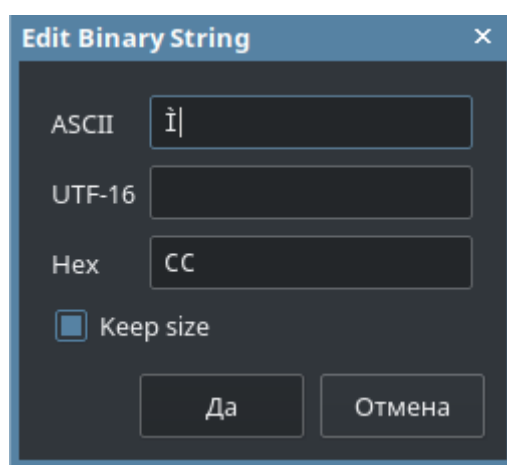 Edit Binary String ×
ASCII Ì
UTF-16
Hex CC
Keep size
Да Отмена